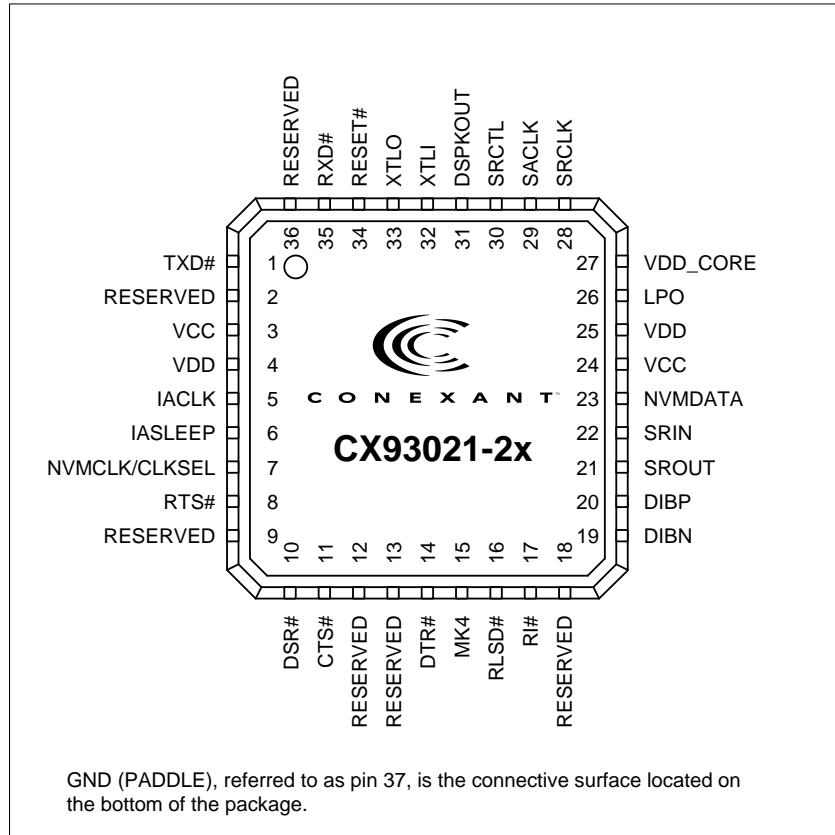 RESERVED
RXD#
RESET#
XTLO
XTLI
DSPKOUT
SRCTL
SACLK
SRCLK
36
35
34
33
32
31
30
29
28
TXD# 1
RESERVED 2
VCC 3
VDD 4
IACLK 5
IASLEEP 6
NVMCLK/CLKSEL 7
RTS# 8
RESERVED 9
27 VDD_CORE
26 LPO
25 VDD
24 VCC
23 NVMDATA
22 SRIN
21 SROUT
20 DIBP
19 DIBN
CONEXANT™
CX93021-2x
10
11
12
13
14
15
16
17
18
DSR#
CTS#
RESERVED
RESERVED
DTR#
MK4
RLSD#
RI#
RESERVED
GND (PADDLE), referred to as pin 37, is the connective surface located on
the bottom of the package.